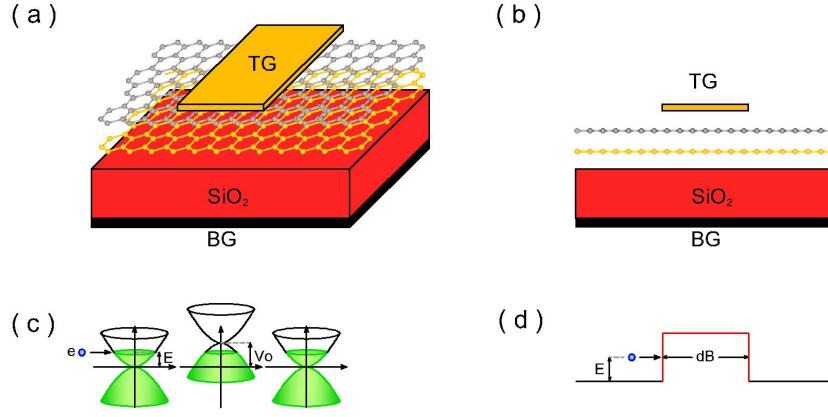 ( a )
TG
SiO₂
BG
( b )
TG
SiO₂
BG
( c )
e
E
Vo
( d )
E
dB